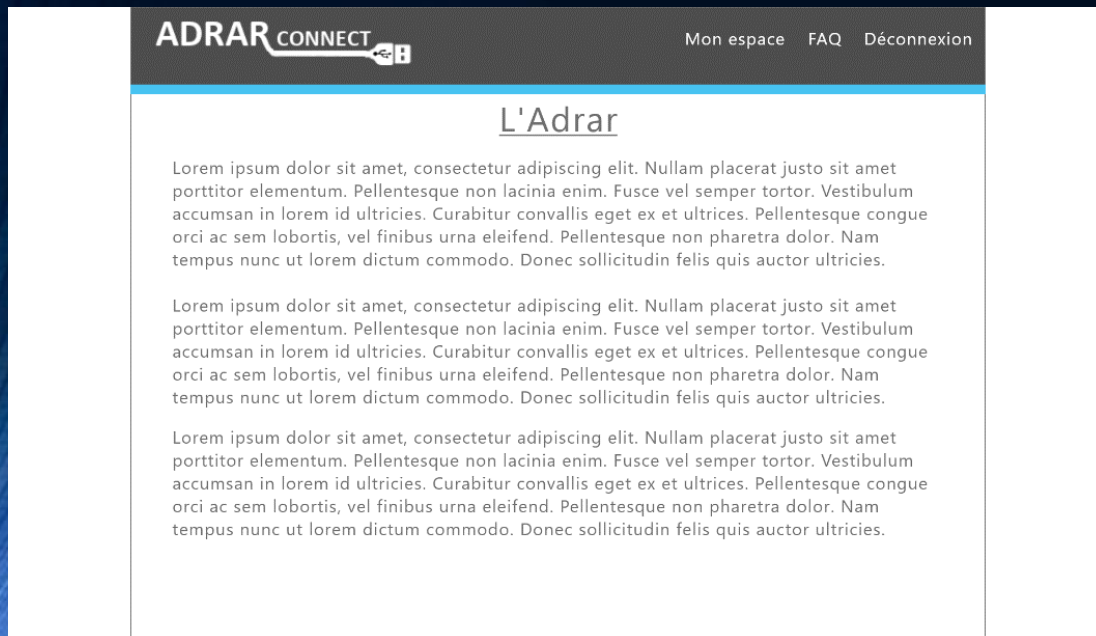 ADRAR CONNECT
Mon espace FAQ Déconnexion
L'Adrar
Lorem ipsum dolor sit amet, consectetur adipiscing elit. Nullam placerat justo sit amet
porttitor elementum. Pellentesque non lacinia enim. Fusce vel semper tortor. Vestibulum
accumsan in lorem id ultricies. Curabitur convallis eget ex et ultrices. Pellentesque congue
orci ac sem lobortis, vel finibus urna eleifend. Pellentesque non pharetra dolor. Nam
tempus nunc ut lorem dictum commodo. Donec sollicitudin felis quis auctor ultricies.
Lorem ipsum dolor sit amet, consectetur adipiscing elit. Nullam placerat justo sit amet
porttitor elementum. Pellentesque non lacinia enim. Fusce vel semper tortor. Vestibulum
accumsan in lorem id ultricies. Curabitur convallis eget ex et ultrices. Pellentesque congue
orci ac sem lobortis, vel finibus urna eleifend. Pellentesque non pharetra dolor. Nam
tempus nunc ut lorem dictum commodo. Donec sollicitudin felis quis auctor ultricies.
Lorem ipsum dolor sit amet, consectetur adipiscing elit. Nullam placerat justo sit amet
porttitor elementum. Pellentesque non lacinia enim. Fusce vel semper tortor. Vestibulum
accumsan in lorem id ultricies. Curabitur convallis eget ex et ultrices. Pellentesque congue
orci ac sem lobortis, vel finibus urna eleifend. Pellentesque non pharetra dolor. Nam
tempus nunc ut lorem dictum commodo. Donec sollicitudin felis quis auctor ultricies.